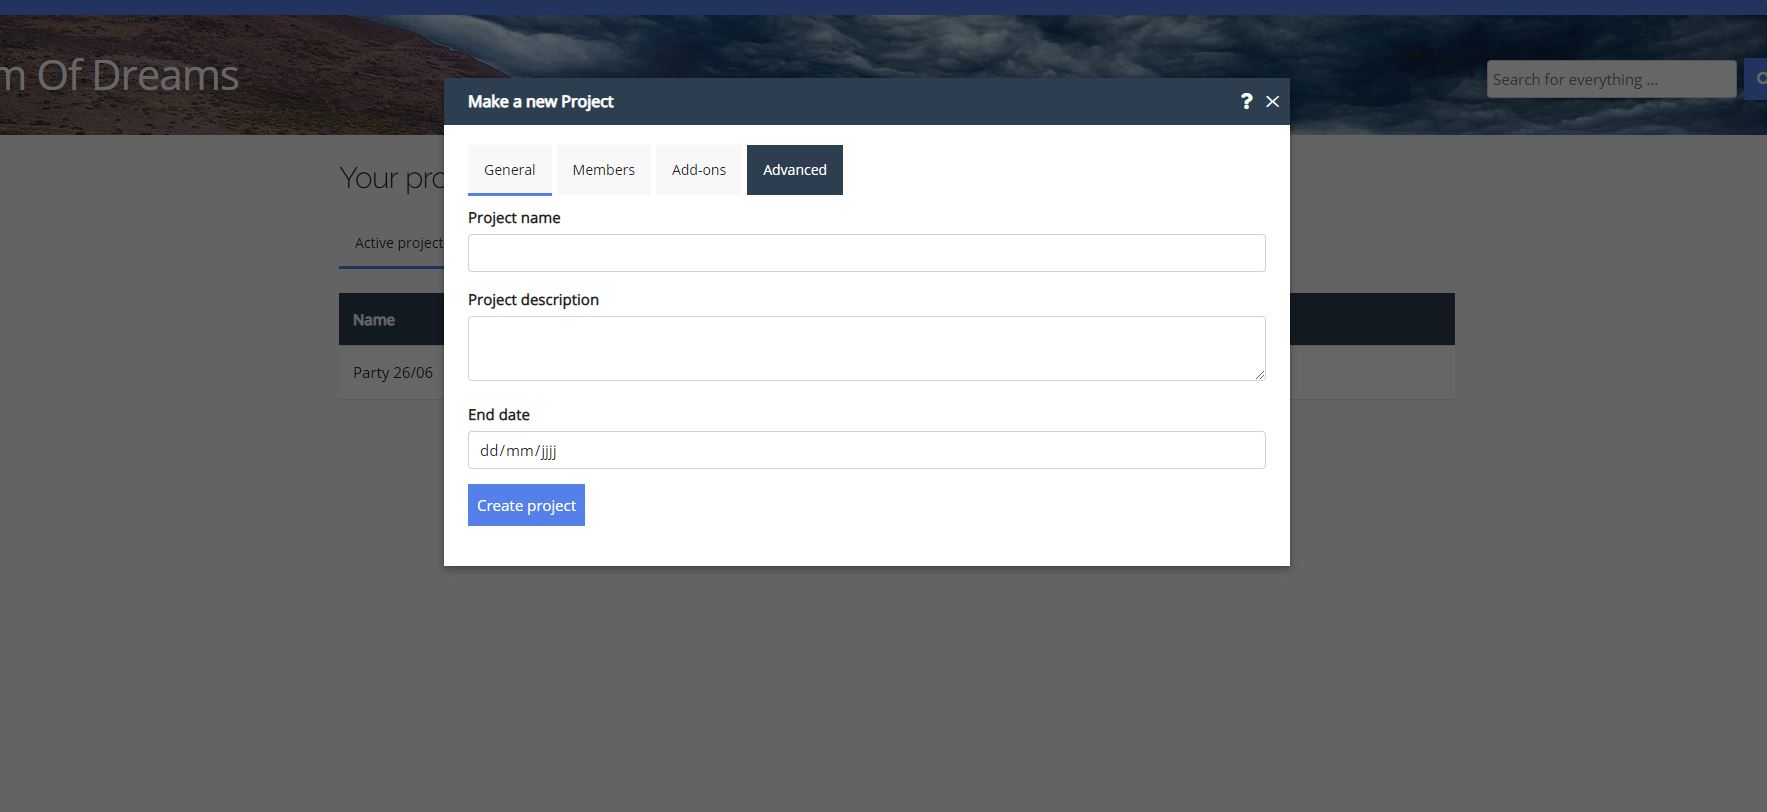 m Of Dreams
Search for everything ...
Make a new Project
?
General Members Add-ons Advanced
Your pro
Project name
Active project
Project description
Name
Party 26/06
End date
dd/mm/jjjj
Create project